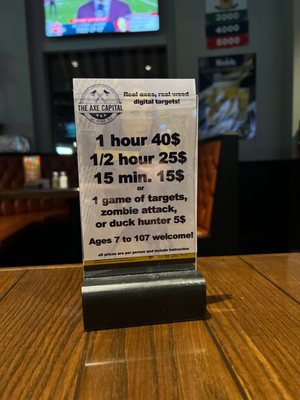 THE AXE CAPITAL
Real axes, real wood
digital targets!
1 hour 40$
1/2 hour 25$
15 min. 15$
or
1 game of targets,
zombie attack,
or duck hunter 5$
Ages 7 to 107 welcome!
all prices are per person and include instruction
3000
5000